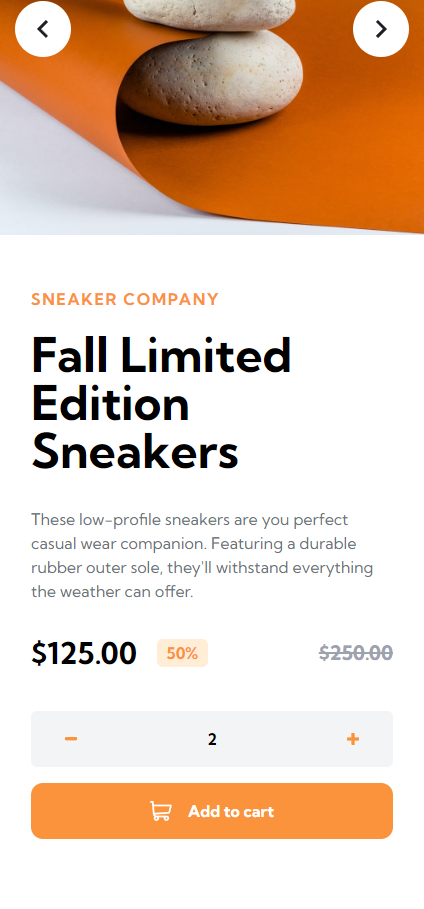 SNEAKER COMPANY
Fall Limited
Edition
Sneakers
These low-profile sneakers are you perfect
casual wear companion. Featuring a durable
rubber outer sole, they'll withstand everything
the weather can offer.
$125.00 50% $250.00
2
Add to cart